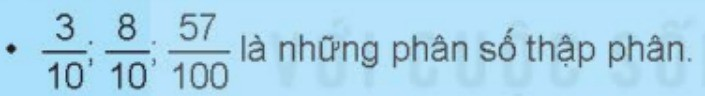 • 3/10; 8/10; 57/100 là những phân số thập phân.